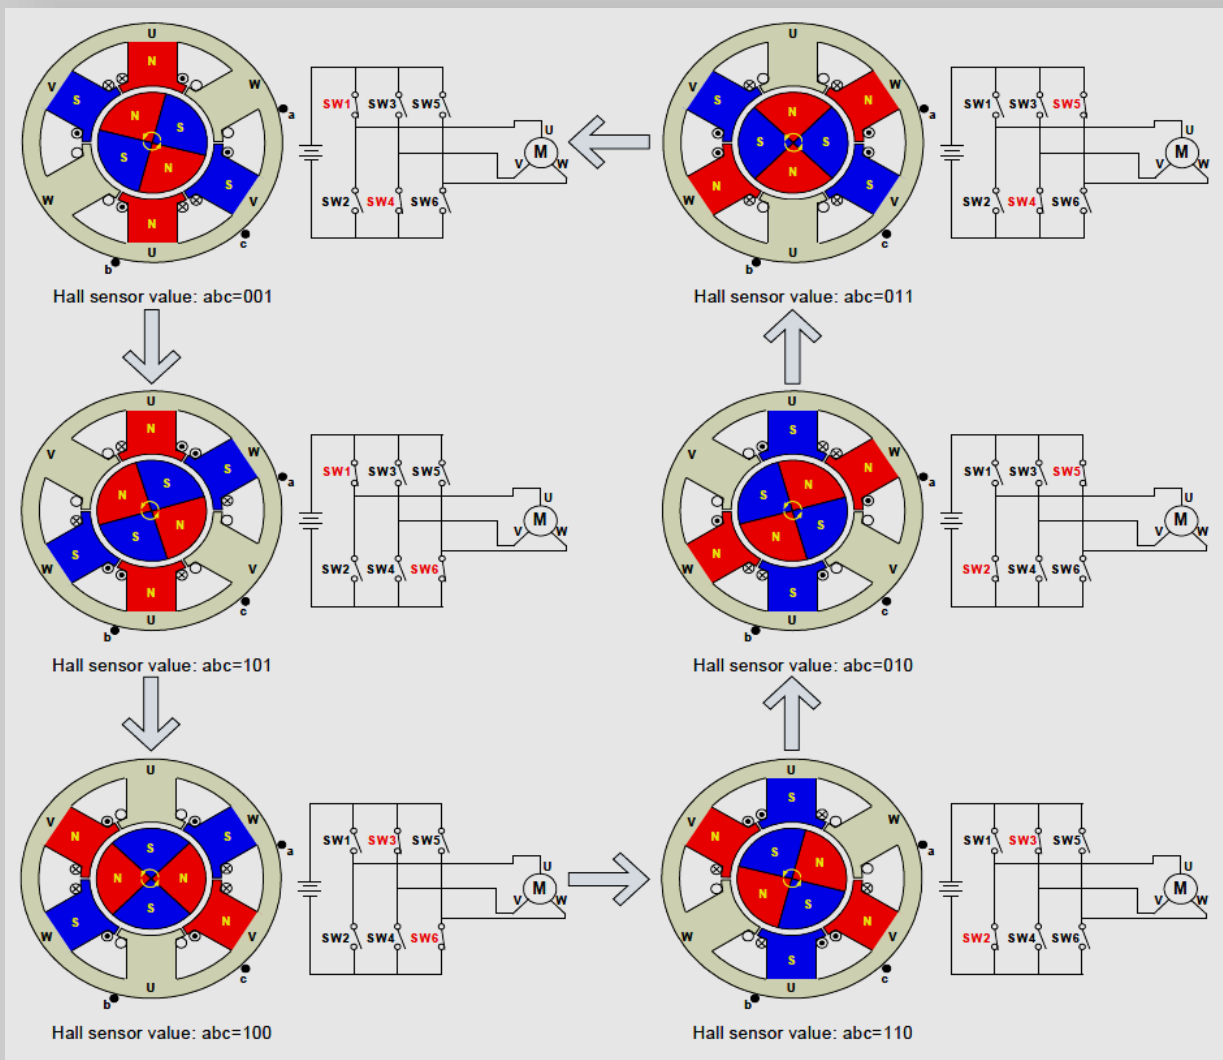 U
V N W
S
a
N S
S N
S
W N V
U
b c
SW1 SW3 SW5
U
M
V W
SW2 SW4 SW6
Hall sensor value: abc=001
U
V W
S N
a
N
S S
N
N S
W V
U
b c
SW1 SW3 SW5
U
M
V W
SW2 SW4 SW6
Hall sensor value: abc=011
U
N
V W
S
a
S
N
N
S
S
W V
N
U
b c
SW1 SW3 SW5
U
M
V W
SW2 SW4 SW6
Hall sensor value: abc=101
U
S
V W
N
a
N
S
S
N
N
W V
S
U
b c
SW1 SW3 SW5
U
M
V W
SW2 SW4 SW6
Hall sensor value: abc=010
U
V W
N S
a
S
N N
S
S N
W V
U
b c
SW1 SW3 SW5
U
M
V W
SW2 SW4 SW6
Hall sensor value: abc=100
U
S
V W
N
a
S
N
N
S
N
W V
S
U
b c
SW1 SW3 SW5
U
M
V W
SW2 SW4 SW6
Hall sensor value: abc=110